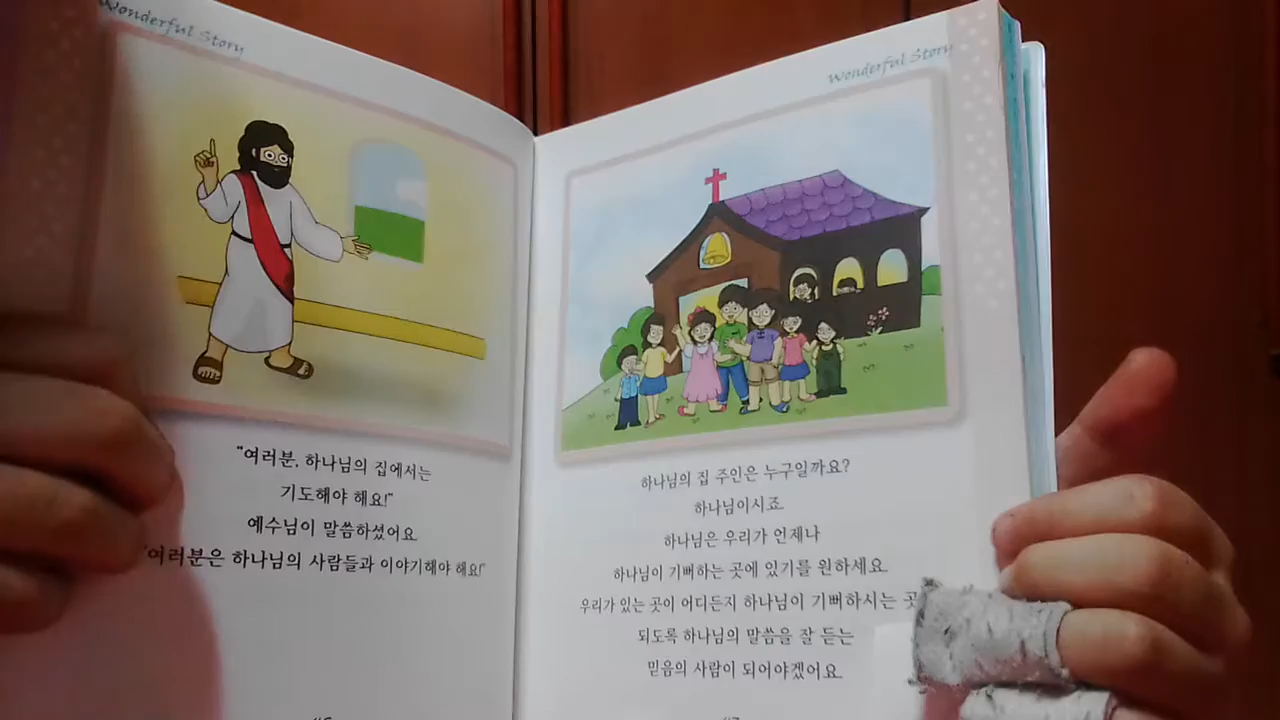 Wonderful Story
"여러분, 하나님의 집에서는
기도해야 해요!"
예수님이 말씀하셨어요.
"여러분은 하나님의 사람들과 이야기해야 해요!"
Wonderful Story
하나님의 집 주인은 누구일까요?
하나님이시죠.
하나님은 우리가 언제나
하나님이 기뻐하는 곳에 있기를 원하세요.
우리가 있는 곳이 어디든지 하나님이 기뻐하시는 곳
되도록 하나님의 말씀을 잘 듣는
믿음의 사람이 되어야겠어요.